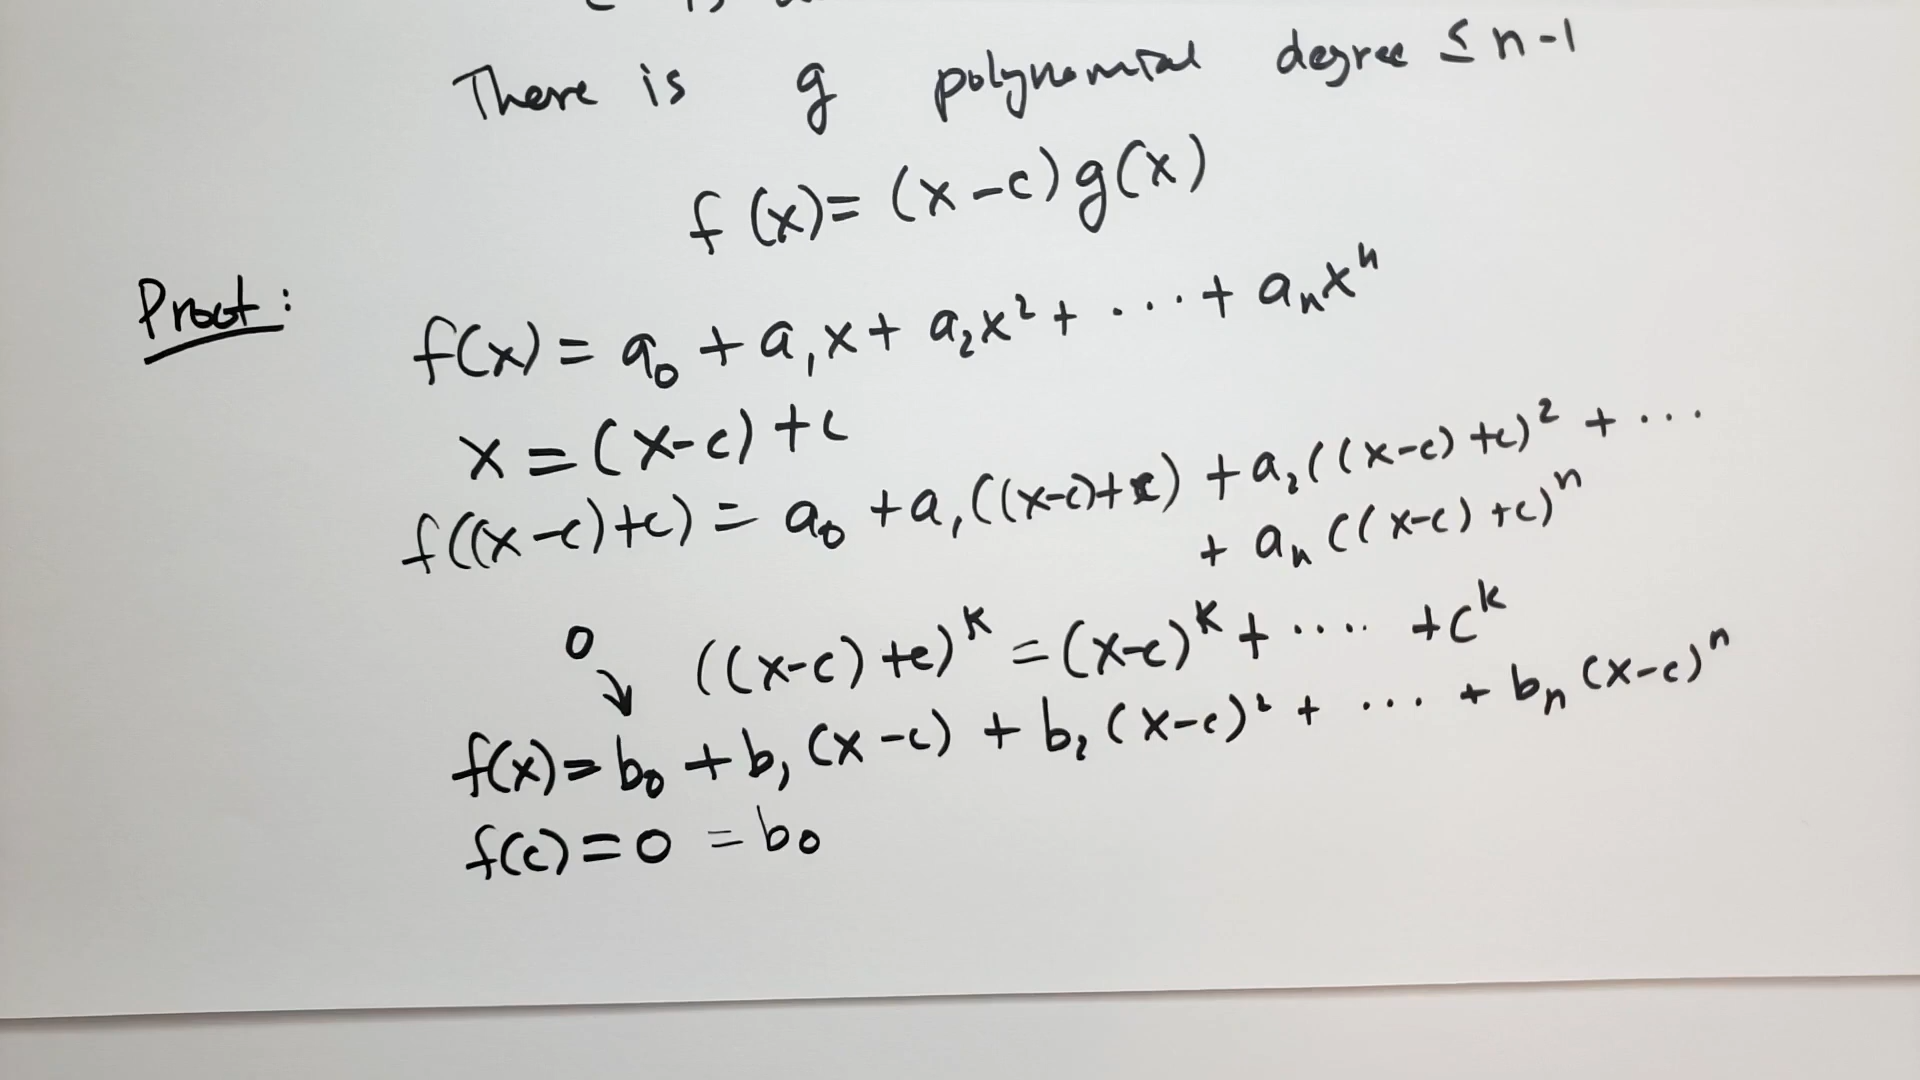 There is g polynomial degree ≤ n-1
f(x) = (x-c) g(x)
Proof:
f(x) = a₀ + a₁x + a₂x² + ... + aₙxⁿ
x = (x-c) + c
f((x-c)+c) = a₀ + a₁((x-c)+c) + a₂((x-c)+c)² + ...
+ aₙ((x-c)+c)ⁿ
0
((x-c)+c)ᵏ = (x-c)ᵏ + .... + cᵏ
↘
f(x) = b₀ + b₁(x-c) + b₂(x-c)² + ... + bₙ(x-c)ⁿ
f(c) = 0 = b₀